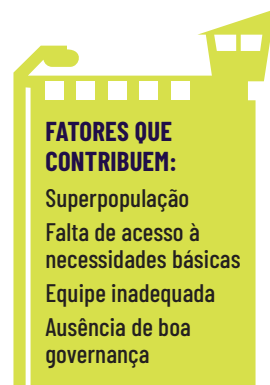 FATORES QUE
CONTRIBUEM:
Superpopulação
Falta de acesso à
necessidades básicas
Equipe inadequada
Ausência de boa
governança